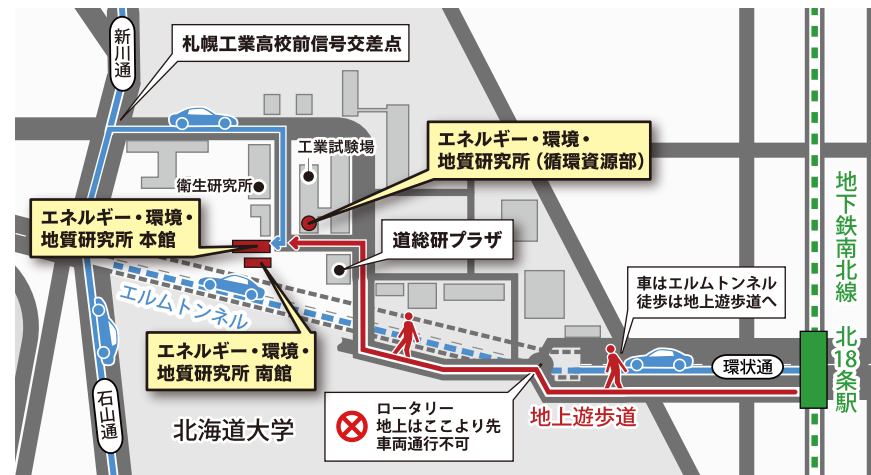 新川通
札幌工業高校前信号交差点
工業試験場
エネルギー・環境・
地質研究所（循環資源部）
衛生研究所
エネルギー・環境・
地質研究所 本館
道総研プラザ
エルムトンネル
車はエルムトンネル
徒歩は地上遊歩道へ
地下鉄南北線 北18条駅
エネルギー・環境・
地質研究所 南館
環状通
石山通
北海道大学
ロータリー
地上はここより先
車両通行不可
地上遊歩道